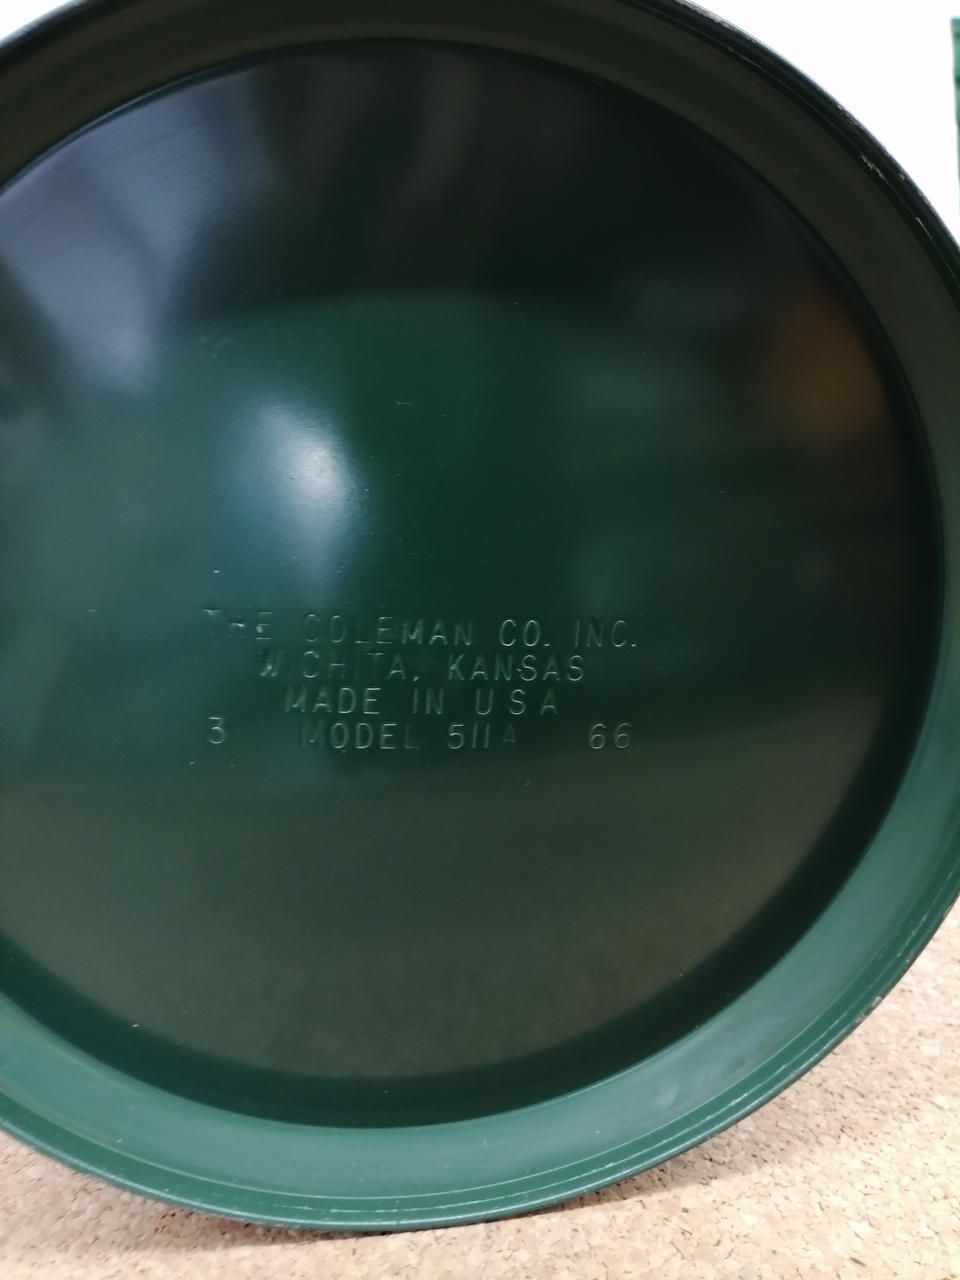 THE COLEMAN CO. INC.
WICHITA, KANSAS
MADE IN USA
3 MODEL 511A 66